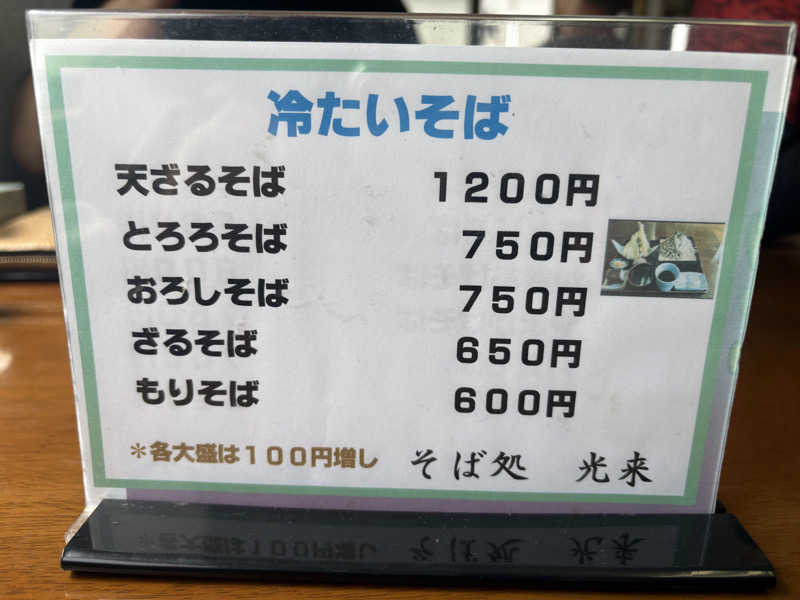 冷たいそば
天ざるそば　１２００円
とろろそば　７５０円
おろしそば　７５０円
ざるそば　６５０円
もりそば　６００円
＊各大盛は１００円増し　そば処　光来